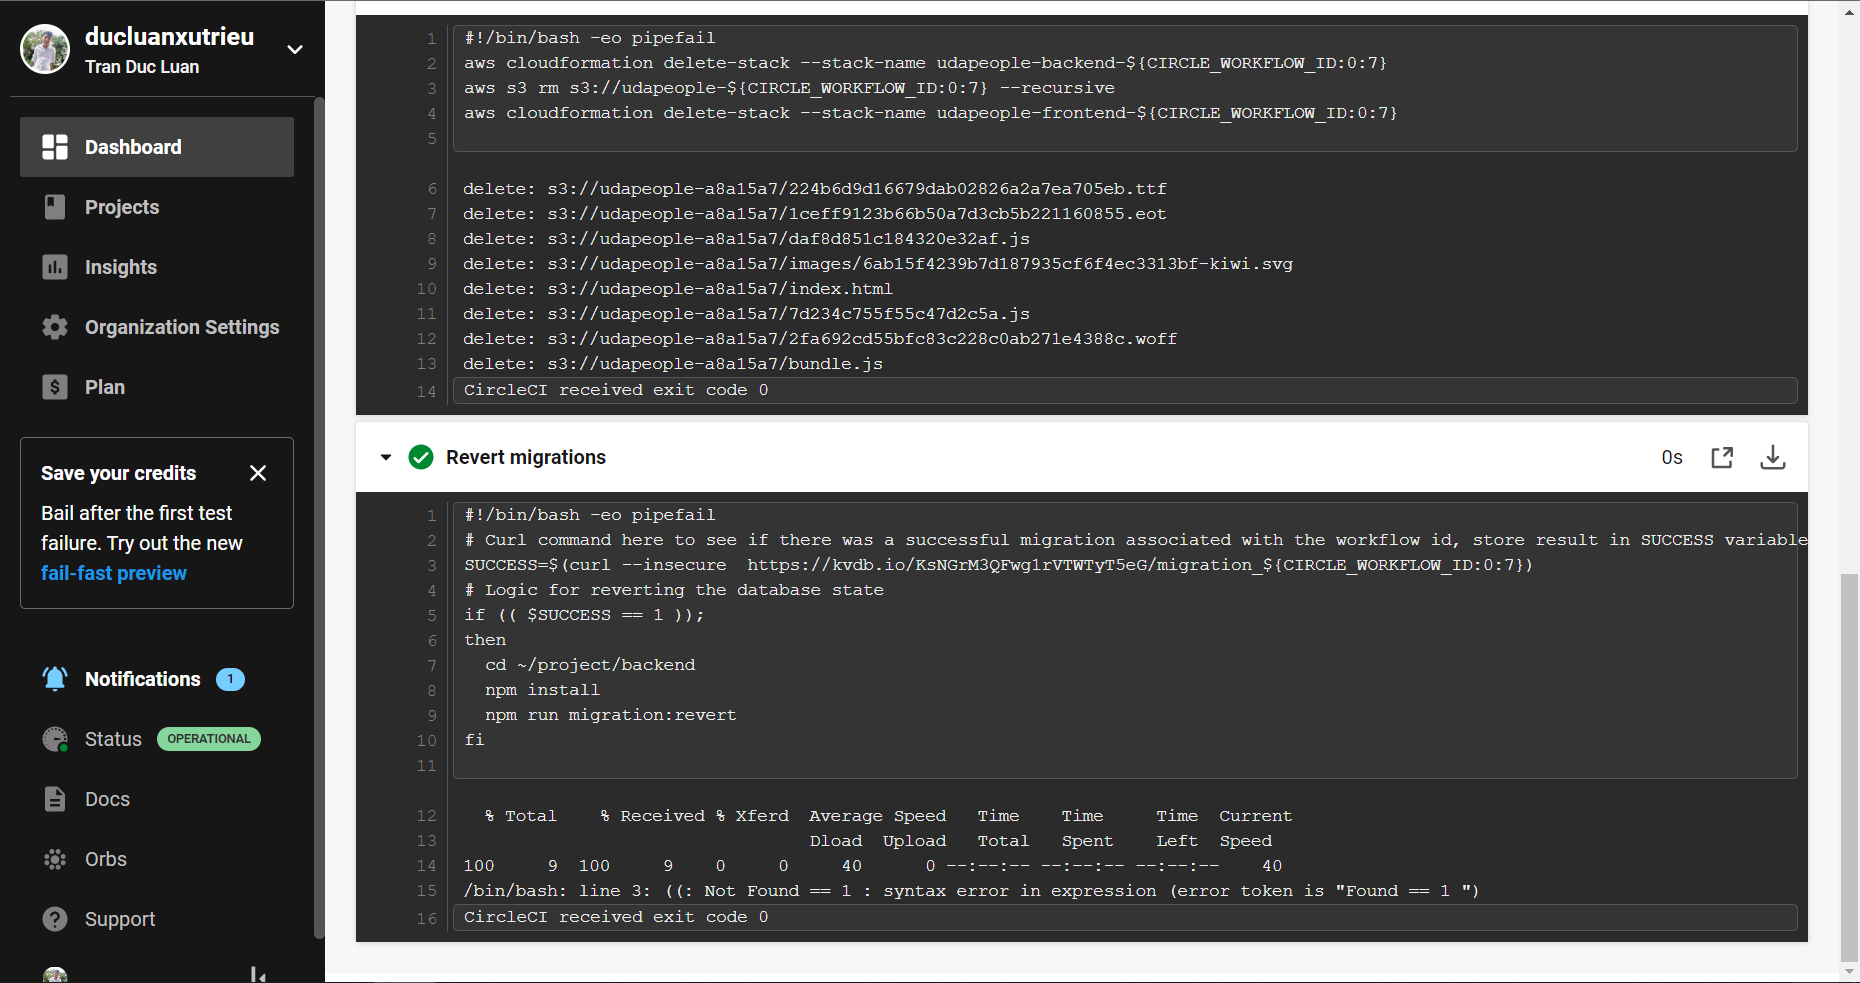 ducluanxutrieu
Tran Duc Luan
Dashboard
Projects
Insights
Organization Settings
Plan
Save your credits
Bail after the first test
failure. Try out the new
fail-fast preview
Notifications 1
Status OPERATIONAL
Docs
Orbs
Support
1 #!/bin/bash -eo pipefail
2 aws cloudformation delete-stack --stack-name udapeople-backend-${CIRCLE_WORKFLOW_ID:0:7}
3 aws s3 rm s3://udapeople-${CIRCLE_WORKFLOW_ID:0:7} --recursive
4 aws cloudformation delete-stack --stack-name udapeople-frontend-${CIRCLE_WORKFLOW_ID:0:7}
5
6 delete: s3://udapeople-a8a15a7/224b6d9d16679dab02826a2a7ea705eb.ttf
7 delete: s3://udapeople-a8a15a7/1ceff9123b66b50a7d3cb5b221160855.eot
8 delete: s3://udapeople-a8a15a7/daf8d851c184320e32af.js
9 delete: s3://udapeople-a8a15a7/images/6ab15f4239b7d187935cf6f4ec3313bf-kiwi.svg
10 delete: s3://udapeople-a8a15a7/index.html
11 delete: s3://udapeople-a8a15a7/7d234c755f55c47d2c5a.js
12 delete: s3://udapeople-a8a15a7/2fa692cd55bfc83c228c0ab271e4388c.woff
13 delete: s3://udapeople-a8a15a7/bundle.js
14 CircleCI received exit code 0
Revert migrations 0s
1 #!/bin/bash -eo pipefail
2 # Curl command here to see if there was a successful migration associated with the workflow id, store result in SUCCESS variable
3 SUCCESS=$(curl --insecure  https://kvdb.io/KsNGrM3QFwg1rVTWTyT5eG/migration_${CIRCLE_WORKFLOW_ID:0:7})
4 # Logic for reverting the database state
5 if (( $SUCCESS == 1 ));
6 then
7   cd ~/project/backend
8   npm install
9   npm run migration:revert
10 fi
11
12   % Total    % Received % Xferd  Average Speed   Time    Time     Time  Current
13                                  Dload  Upload   Total   Spent    Left  Speed
14 100     9  100     9    0     0     40      0 --:--:-- --:--:-- --:--:--    40
15 /bin/bash: line 3: ((: Not Found == 1 : syntax error in expression (error token is "Found == 1 ")
16 CircleCI received exit code 0